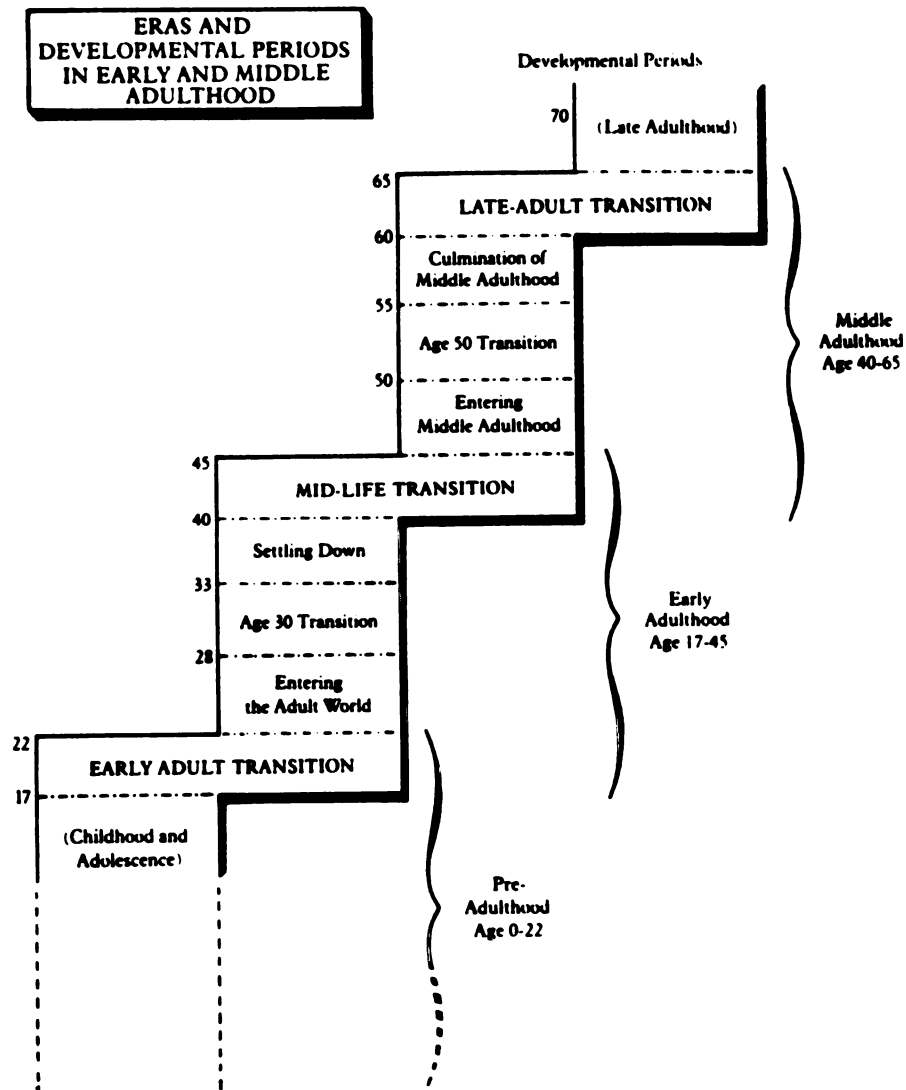 ERAS AND
DEVELOPMENTAL PERIODS
IN EARLY AND MIDDLE
ADULTHOOD
Developmental Periods
70
(Late Adulthood)
65
LATE-ADULT TRANSITION
60
Culmination of
Middle Adulthood
55
Age 50 Transition
50
Entering
Middle Adulthood
Middle
Adulthood
Age 40-65
45
MID-LIFE TRANSITION
40
Settling Down
33
Age 30 Transition
28
Entering
the Adult World
Early
Adulthood
Age 17-45
22
EARLY ADULT TRANSITION
17
(Childhood and
Adolescence)
Pre-
Adulthood
Age 0-22